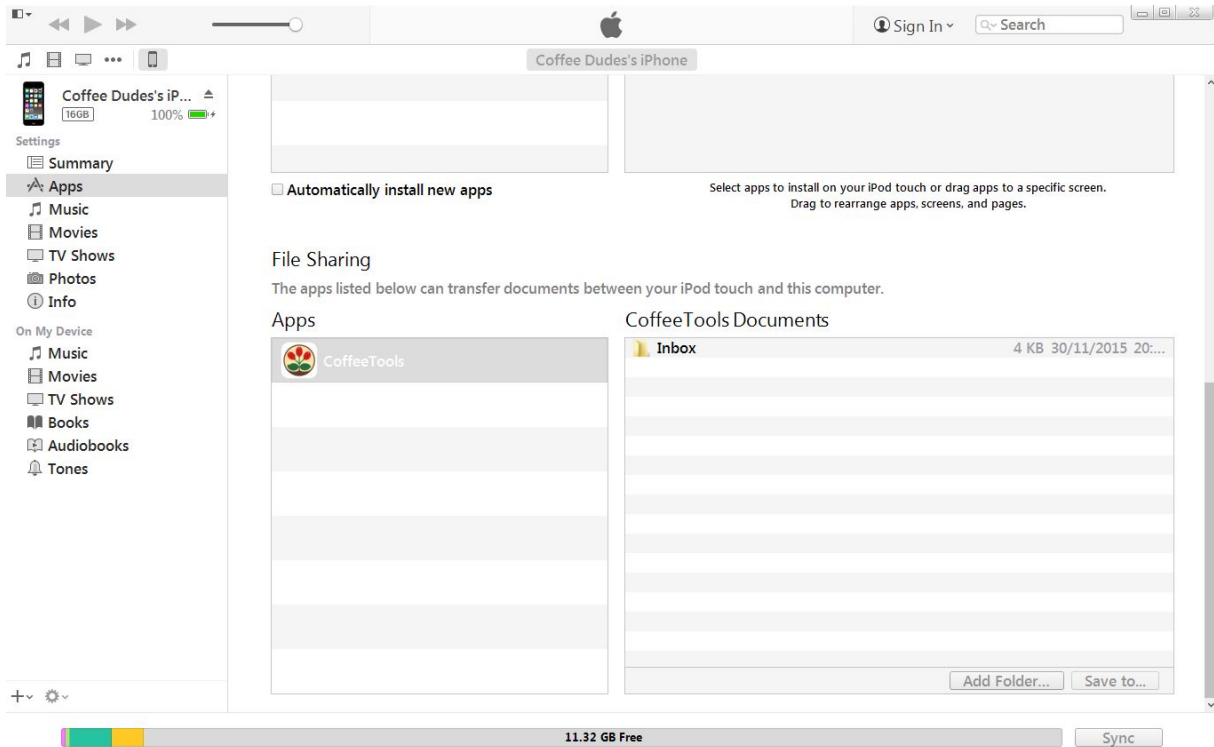 Sign In
Search
Coffee Dudes's iPhone
Coffee Dudes's iP...
16GB
100%
Settings
Summary
Apps
Music
Movies
TV Shows
Photos
Info
On My Device
Music
Movies
TV Shows
Books
Audiobooks
Tones
Automatically install new apps
Select apps to install on your iPod touch or drag apps to a specific screen.
Drag to rearrange apps, screens, and pages.
File Sharing
The apps listed below can transfer documents between your iPod touch and this computer.
Apps
CoffeeTools
CoffeeTools Documents
Inbox 4 KB 30/11/2015 20:...
Add Folder... Save to...
11.32 GB Free
Sync